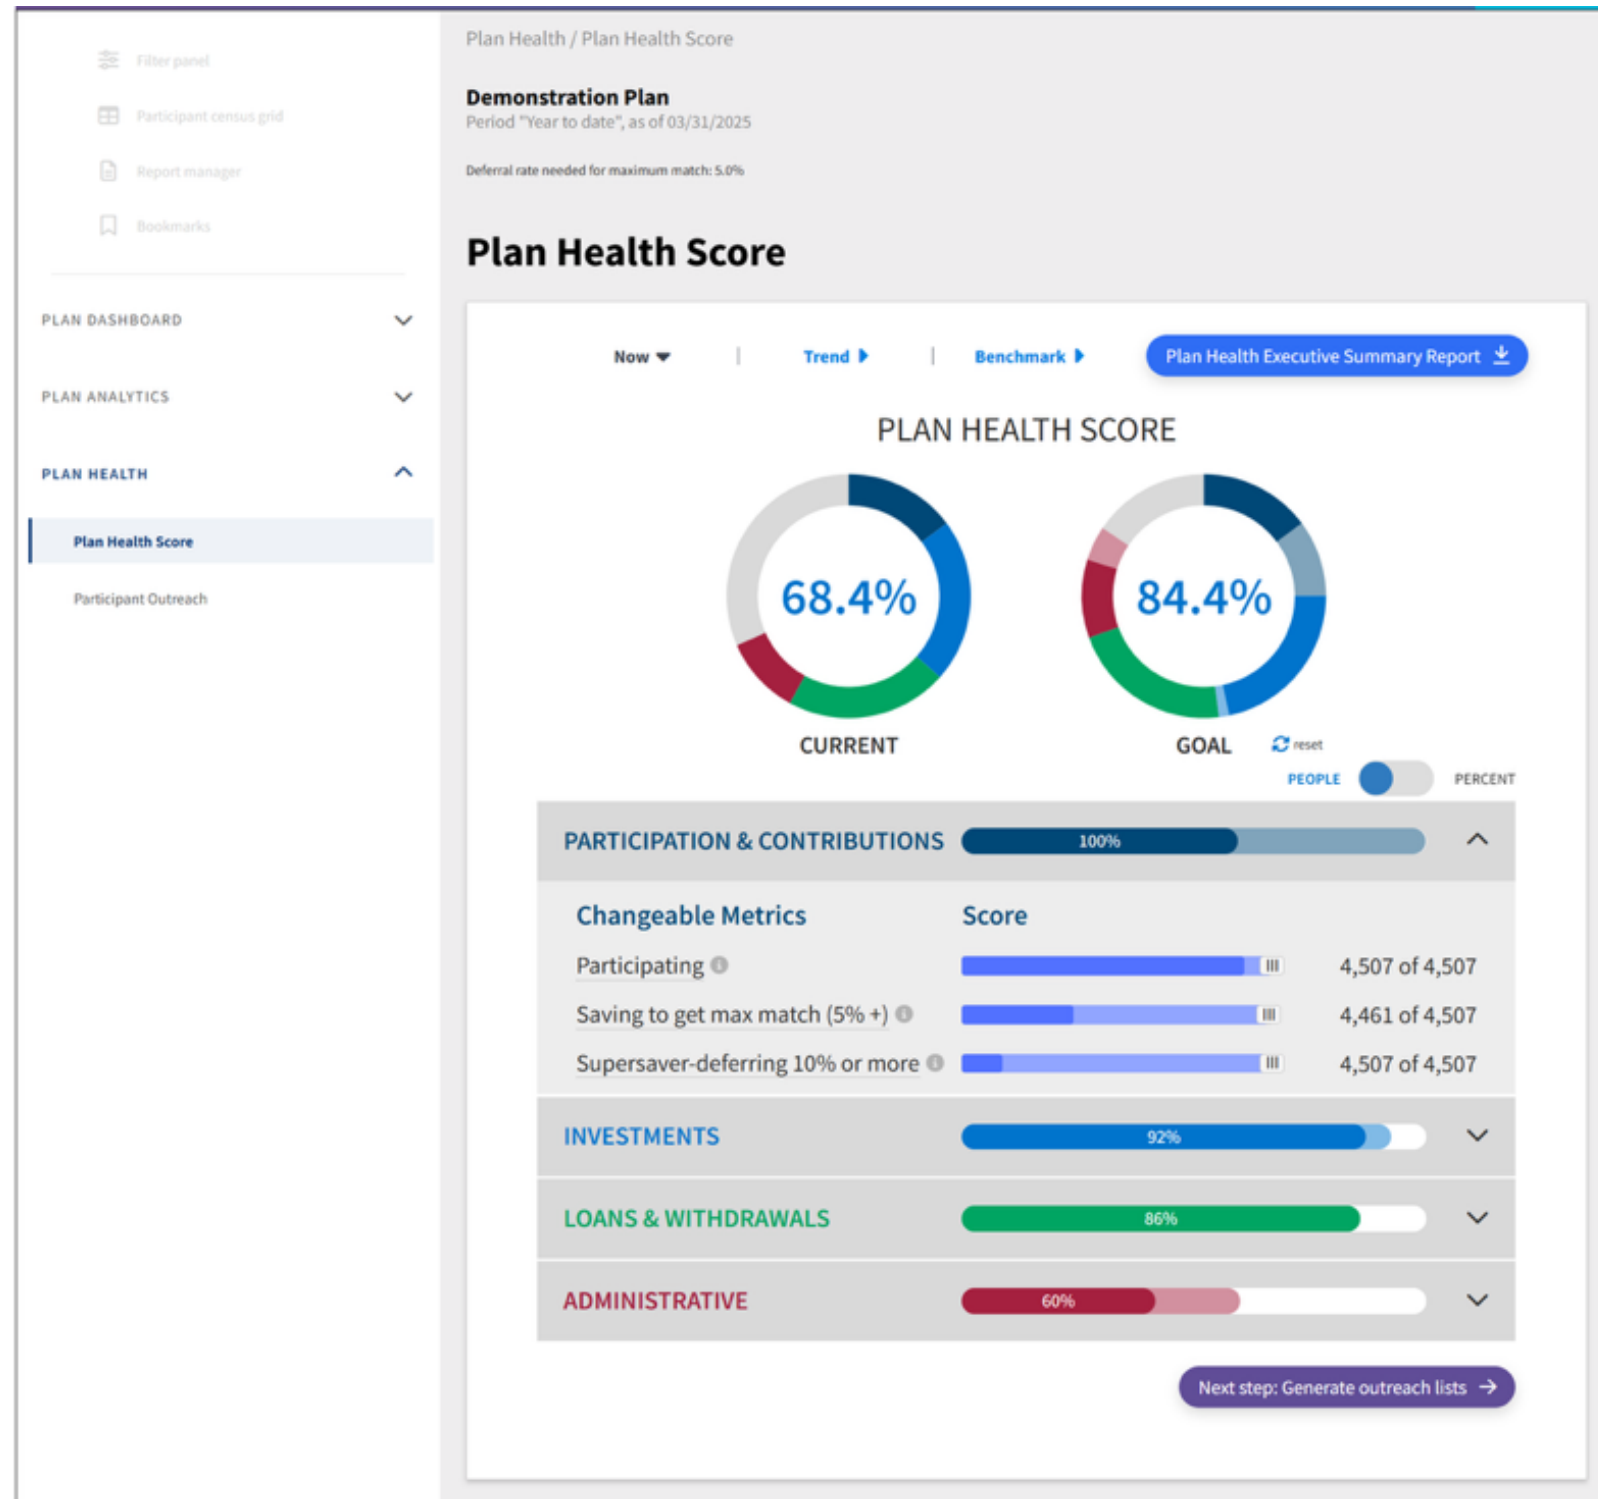 Filter panel
Participant census grid
Report manager
Bookmarks
PLAN DASHBOARD
PLAN ANALYTICS
PLAN HEALTH
Plan Health Score
Participant Outreach
Plan Health / Plan Health Score
Demonstration Plan
Period "Year to date", as of 03/31/2025
Deferral rate needed for maximum match: 5.0%
Plan Health Score
Now | Trend | Benchmark Plan Health Executive Summary Report
PLAN HEALTH SCORE
68.4% 84.4%
CURRENT GOAL reset
PEOPLE PERCENT
PARTICIPATION & CONTRIBUTIONS 100%
Changeable Metrics Score
Participating 4,507 of 4,507
Saving to get max match (5% +) 4,461 of 4,507
Supersaver-deferring 10% or more 4,507 of 4,507
INVESTMENTS 92%
LOANS & WITHDRAWALS 86%
ADMINISTRATIVE 60%
Next step: Generate outreach lists →